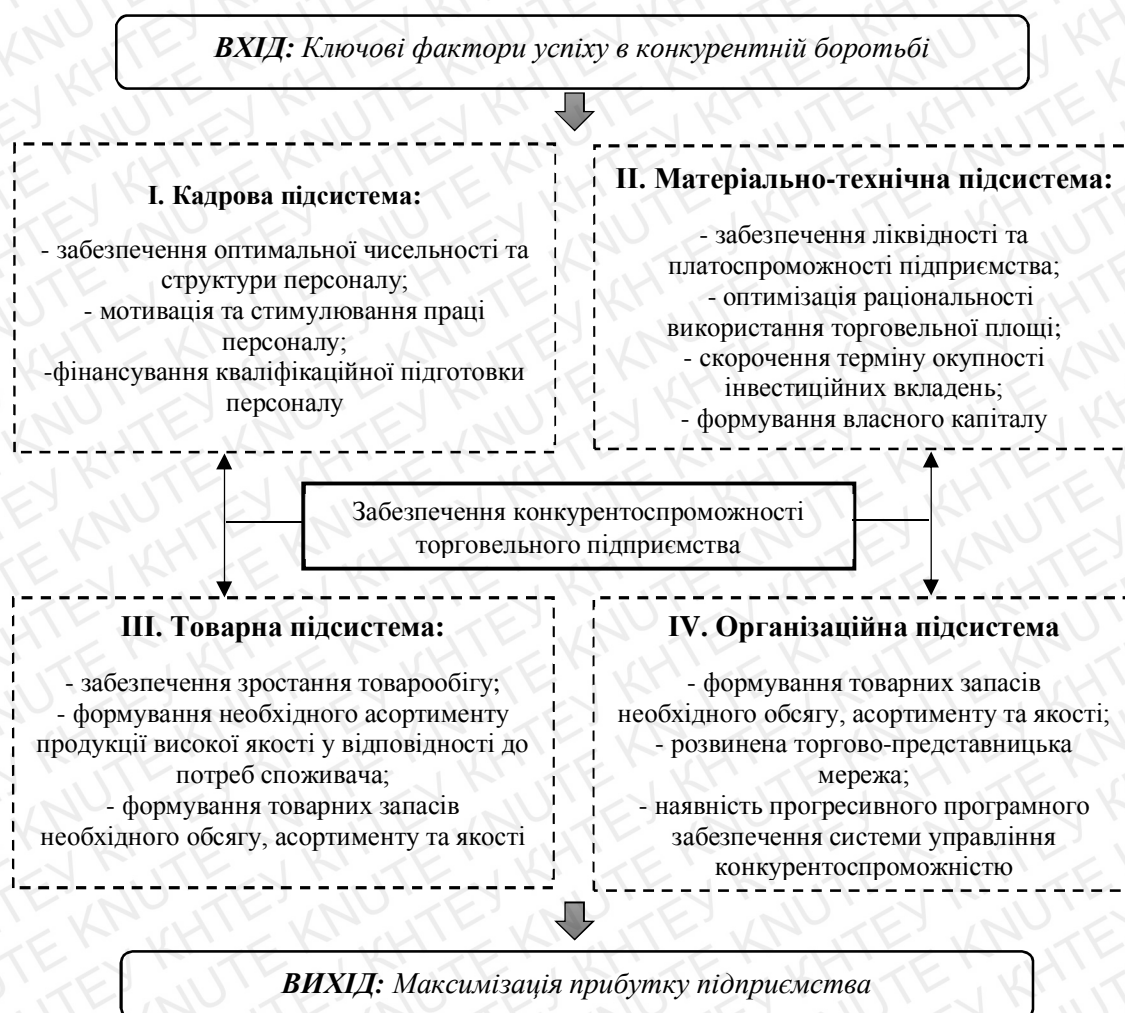 ВХІД: Ключові фактори успіху в конкурентній боротьбі
І. Кадрова підсистема:
- забезпечення оптимальної чисельності та
структури персоналу;
- мотивація та стимулювання праці
персоналу;
-фінансування кваліфікаційної підготовки
персоналу
ІІ. Матеріально-технічна підсистема:
- забезпечення ліквідності та
платоспроможності підприємства;
- оптимізація раціональності
використання торговельної площі;
- скорочення терміну окупності
інвестиційних вкладень;
- формування власного капіталу
Забезпечення конкурентоспроможності
торговельного підприємства
ІІІ. Товарна підсистема:
- забезпечення зростання товарообігу;
- формування необхідного асортименту
продукції високої якості у відповідності до
потреб споживача;
- формування товарних запасів
необхідного обсягу, асортименту та якості
IV. Організаційна підсистема
- формування товарних запасів
необхідного обсягу, асортименту та якості;
- розвинена торгово-представницька
мережа;
- наявність прогресивного програмного
забезпечення системи управління
конкурентоспроможністю
ВИХІД: Максимізація прибутку підприємства